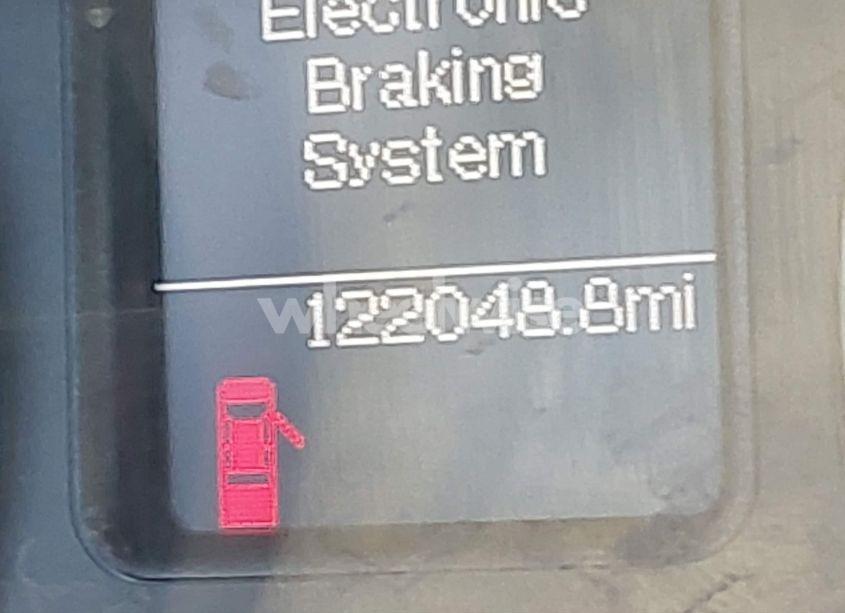 Electronic
Braking
System
122048.8mi